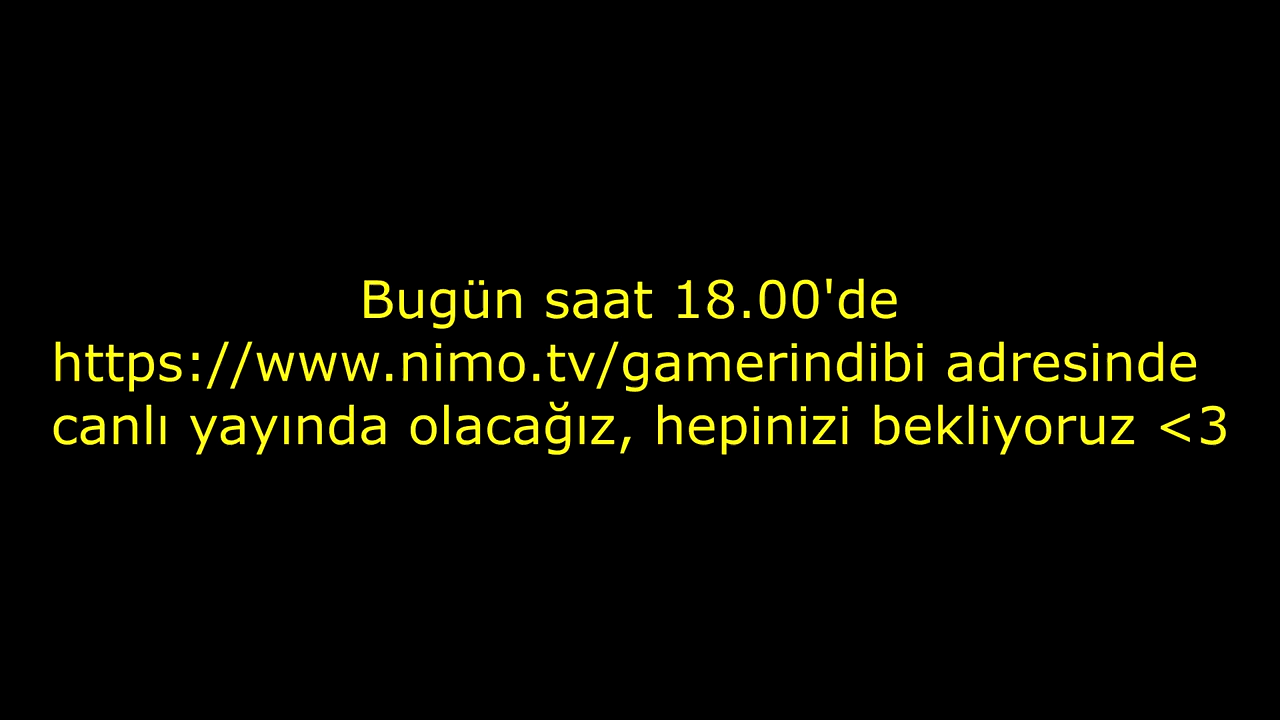 Bugün saat 18.00'de
https://www.nimo.tv/gamerindibi adresinde
canlı yayında olacağız, hepinizi bekliyoruz <3